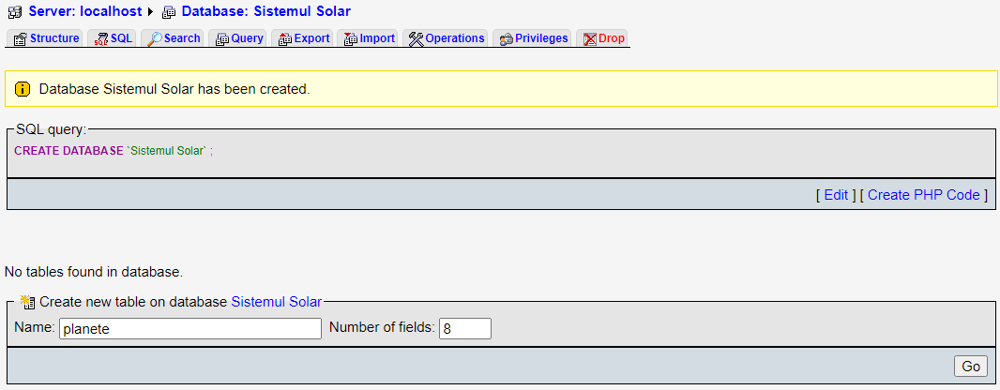 Server: localhost Database: Sistemul Solar
Structure SQL Search Query Export Import Operations Privileges Drop
Database Sistemul Solar has been created.
SQL query:
CREATE DATABASE `Sistemul Solar` ;
[ Edit ] [ Create PHP Code ]
No tables found in database.
Create new table on database Sistemul Solar
Name: planete Number of fields: 8
Go